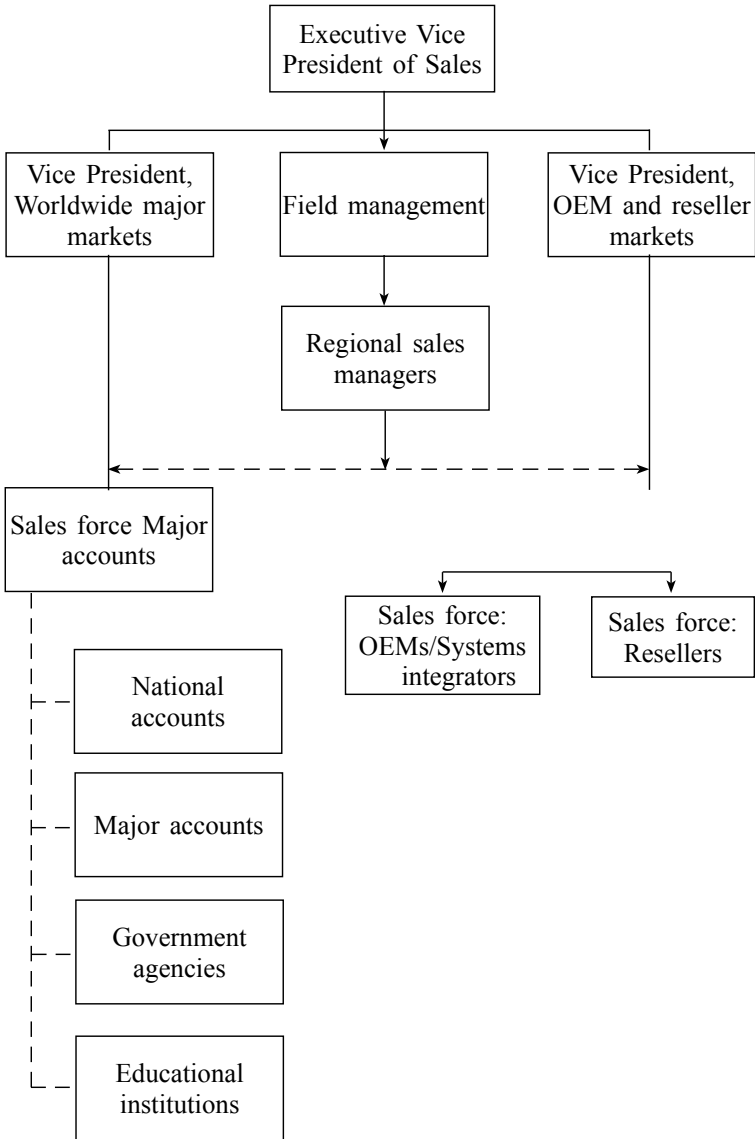 Executive Vice
President of Sales
Vice President,
Worldwide major
markets
Field management
Vice President,
OEM and reseller
markets
Regional sales
managers
Sales force Major
accounts
Sales force:
OEMs/Systems
integrators
Sales force:
Resellers
National
accounts
Major accounts
Government
agencies
Educational
institutions